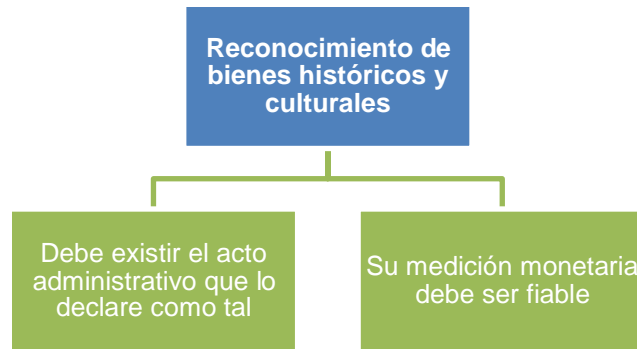 Reconocimiento de
bienes históricos y
culturales
Debe existir el acto
administrativo que lo
declare como tal
Su medición monetaria
debe ser fiable